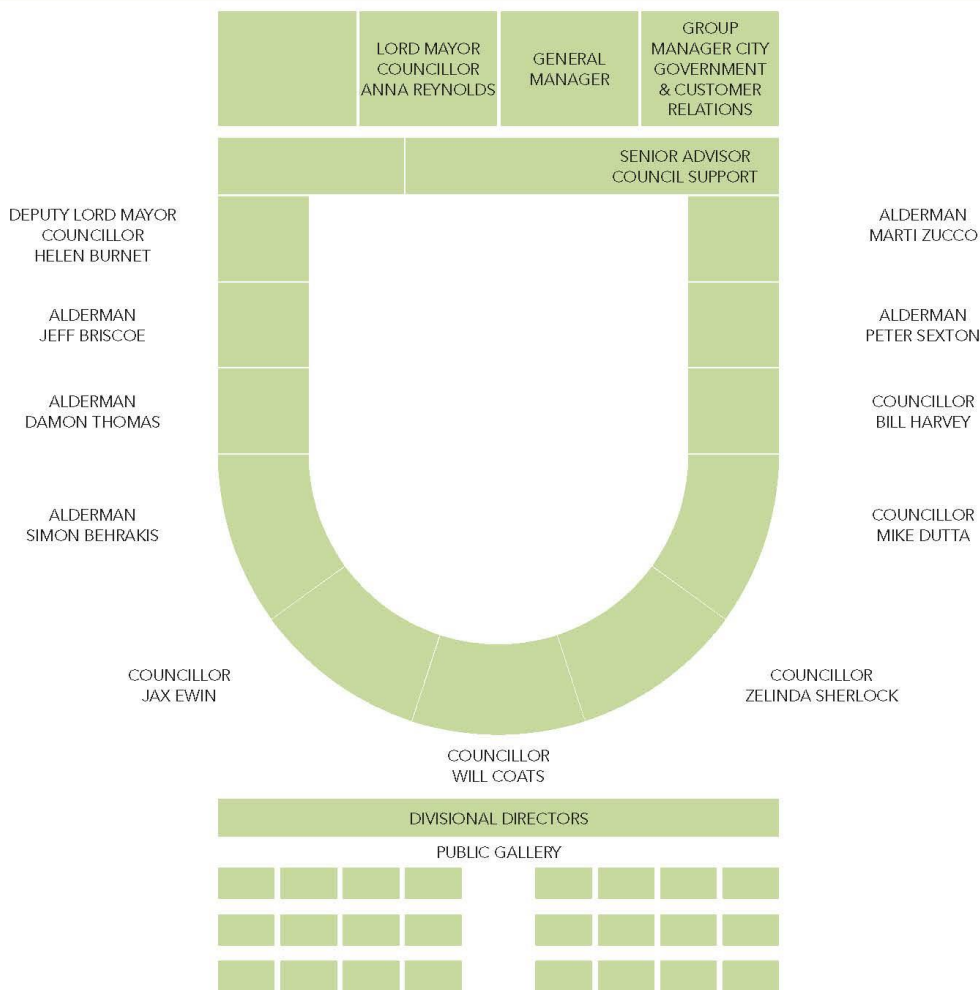 LORD MAYOR
COUNCILLOR
ANNA REYNOLDS
GENERAL
MANAGER
GROUP
MANAGER CITY
GOVERNMENT
& CUSTOMER
RELATIONS
SENIOR ADVISOR
COUNCIL SUPPORT
DEPUTY LORD MAYOR
COUNCILLOR
HELEN BURNET
ALDERMAN
MARTI ZUCCO
ALDERMAN
JEFF BRISCOE
ALDERMAN
PETER SEXTON
ALDERMAN
DAMON THOMAS
COUNCILLOR
BILL HARVEY
ALDERMAN
SIMON BEHRAKIS
COUNCILLOR
MIKE DUTTA
COUNCILLOR
JAX EWIN
COUNCILLOR
ZELINDA SHERLOCK
COUNCILLOR
WILL COATS
DIVISIONAL DIRECTORS
PUBLIC GALLERY